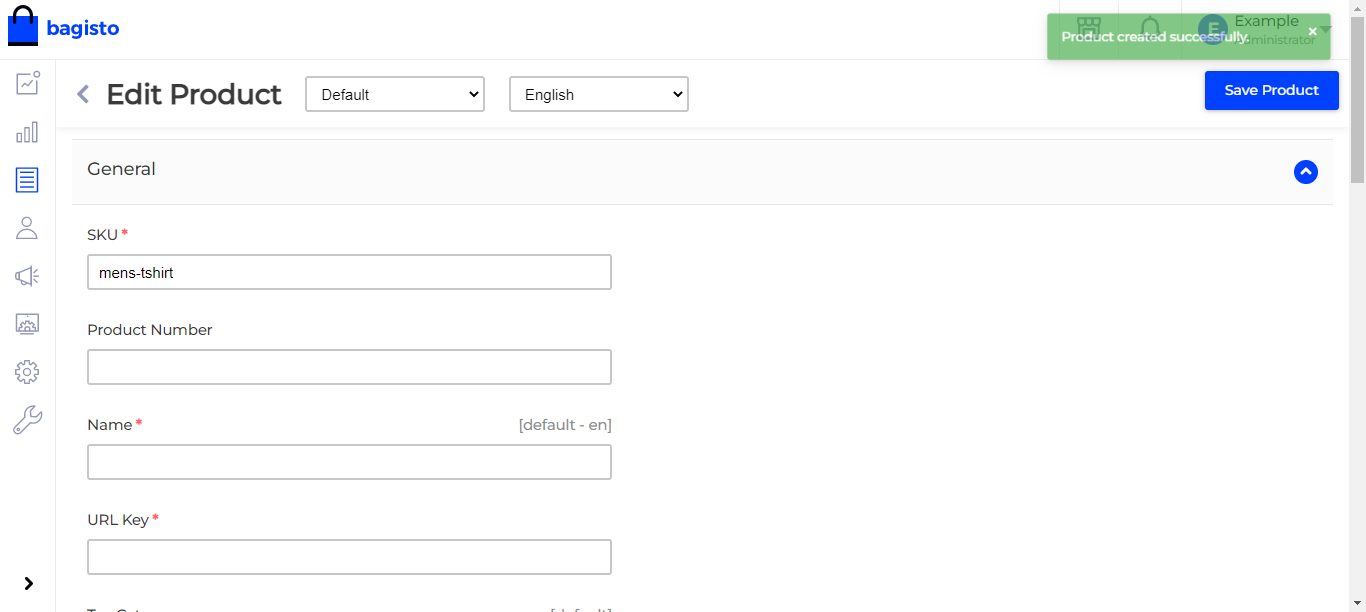 bagisto
Example
Administrator
Product created successfully.
×
E
Edit Product
Default
English
Save Product
General
SKU*
mens-tshirt
Product Number
Name*
[default - en]
URL Key*
[default]